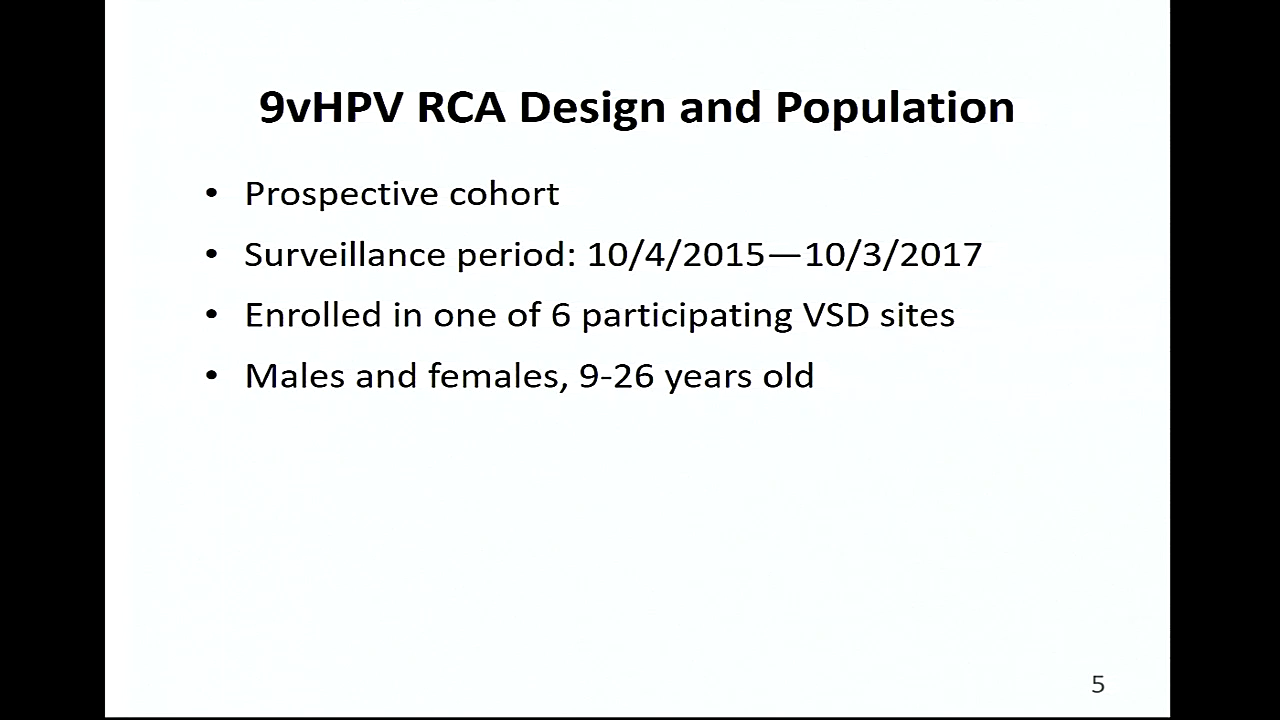 9vHPV RCA Design and Population
• Prospective cohort
• Surveillance period: 10/4/2015—10/3/2017
• Enrolled in one of 6 participating VSD sites
• Males and females, 9-26 years old
5